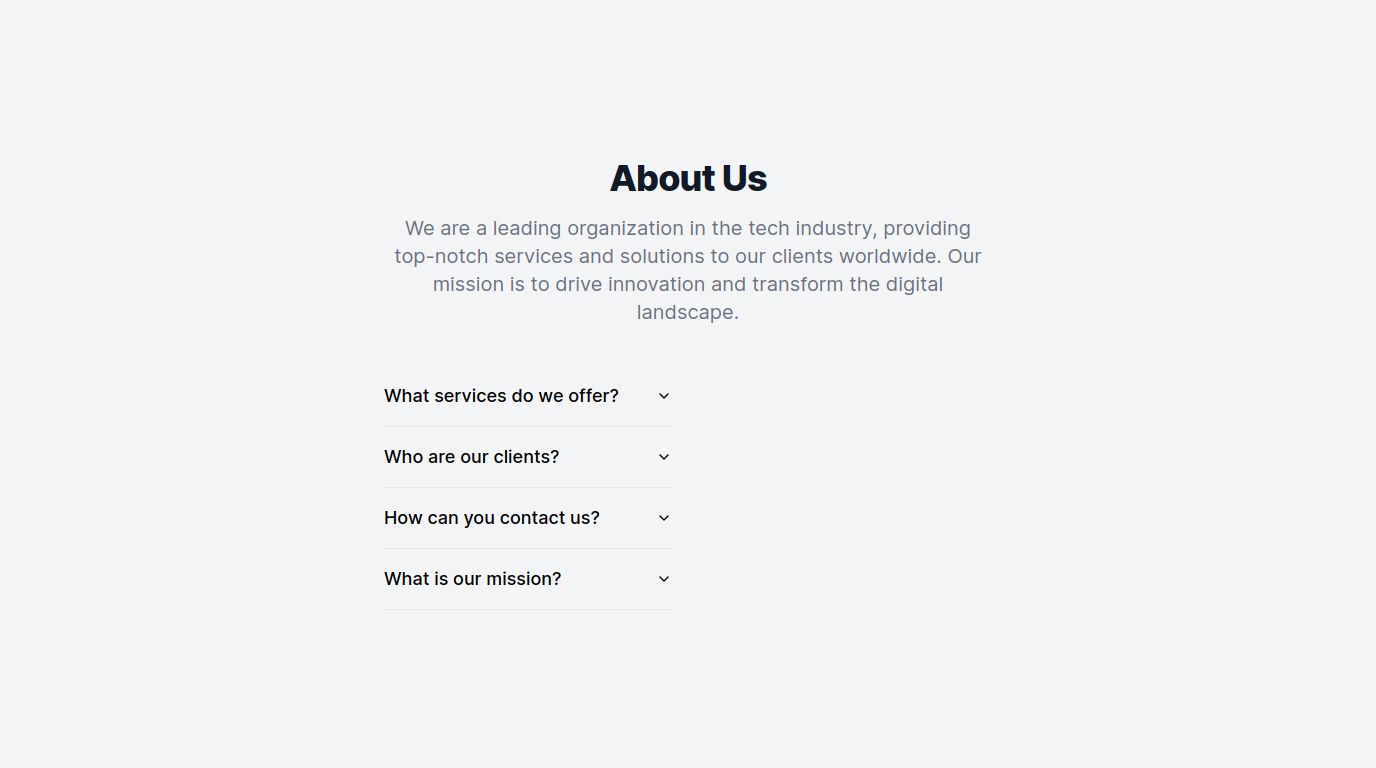 About Us
We are a leading organization in the tech industry, providing
top-notch services and solutions to our clients worldwide. Our
mission is to drive innovation and transform the digital
landscape.
What services do we offer?
Who are our clients?
How can you contact us?
What is our mission?